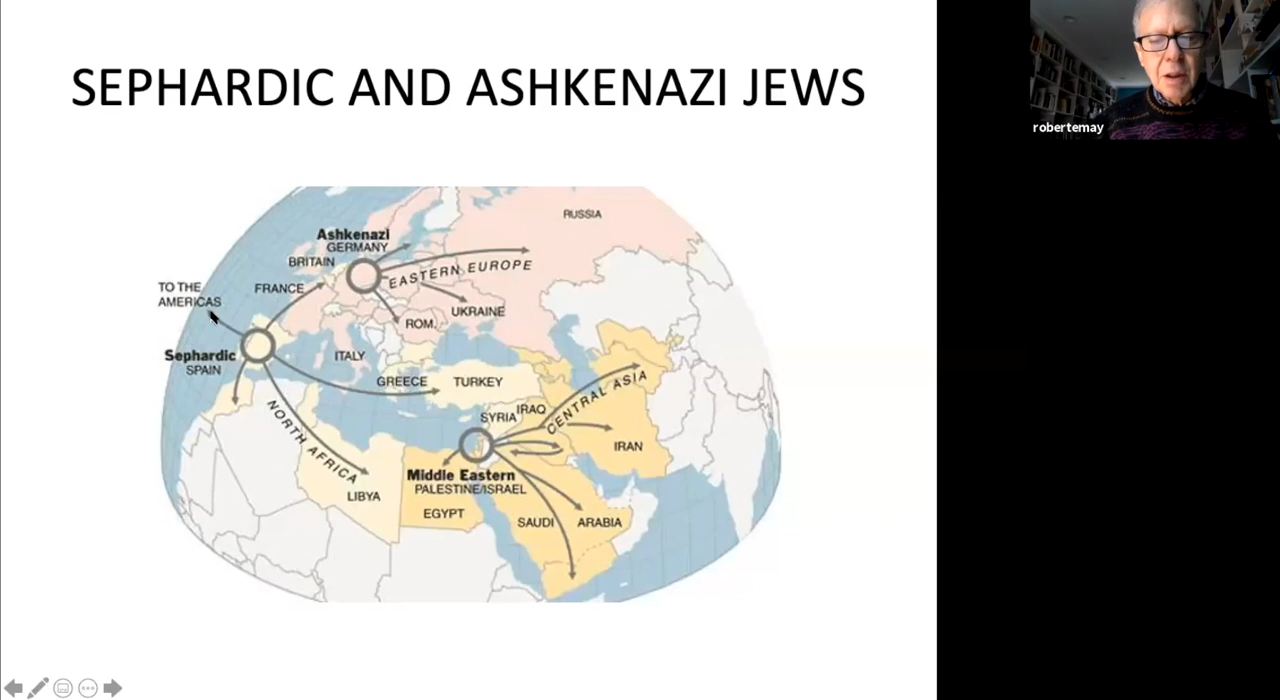 SEPHARDIC AND ASHKENAZI JEWS
robertemay
RUSSIA
Ashkenazi
GERMANY
BRITAIN
EASTERN EUROPE
TO THE
AMERICAS
FRANCE
UKRAINE
ROM.
Sephardic
SPAIN
ITALY
GREECE
TURKEY
CENTRAL ASIA
SYRIA
IRAQ
NORTH AFRICA
IRAN
Middle Eastern
PALESTINE/ISRAEL
LIBYA
EGYPT
SAUDI ARABIA